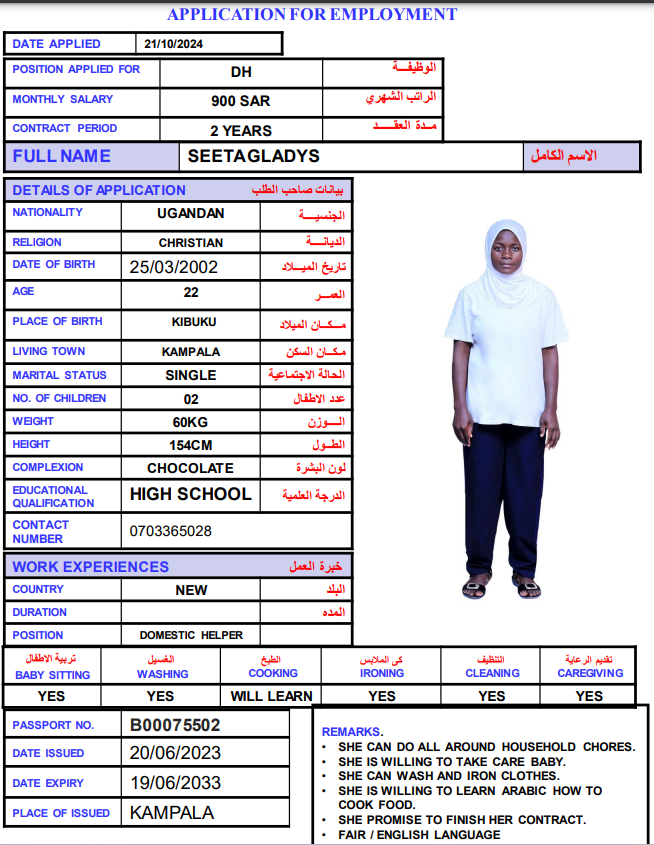 APPLICATION FOR EMPLOYMENT
DATE APPLIED 21/10/2024
POSITION APPLIED FOR DH الوظيفـــة
MONTHLY SALARY 900 SAR الراتب الشهري
CONTRACT PERIOD 2 YEARS مـدة العقــــد
FULL NAME SEETAGLADYS الاسم الكامل
DETAILS OF APPLICATION بيانات صاحب الطلب
NATIONALITY UGANDAN الجنسيـــة
RELIGION CHRISTIAN الديانـــة
DATE OF BIRTH 25/03/2002 تاريخ الميـــلاد
AGE 22 العمــر
PLACE OF BIRTH KIBUKU مــكــان الميلاد
LIVING TOWN KAMPALA مكـــان السكن
MARITAL STATUS SINGLE الحالة الاجتماعية
NO. OF CHILDREN 02 عدد الاطفال
WEIGHT 60KG الـــوزن
HEIGHT 154CM الطــول
COMPLEXION CHOCOLATE لون البشرة
EDUCATIONAL QUALIFICATION HIGH SCHOOL الدرجة العلمية
CONTACT NUMBER 0703365028
WORK EXPERIENCES خبرة العمل
COUNTRY NEW البلد
DURATION المده
POSITION DOMESTIC HELPER
تربية الاطفال الغسيل الطبخ كى الملابس التنظيف تقديم الرعاية
BABY SITTING WASHING COOKING IRONING CLEANING CAREGIVING
YES YES WILL LEARN YES YES YES
PASSPORT NO. B00075502
DATE ISSUED 20/06/2023
DATE EXPIRY 19/06/2033
PLACE OF ISSUED KAMPALA
REMARKS.
• SHE CAN DO ALL AROUND HOUSEHOLD CHORES.
• SHE IS WILLING TO TAKE CARE BABY.
• SHE CAN WASH AND IRON CLOTHES.
• SHE IS WILLING TO LEARN ARABIC HOW TO
COOK FOOD.
• SHE PROMISE TO FINISH HER CONTRACT.
• FAIR / ENGLISH LANGUAGE